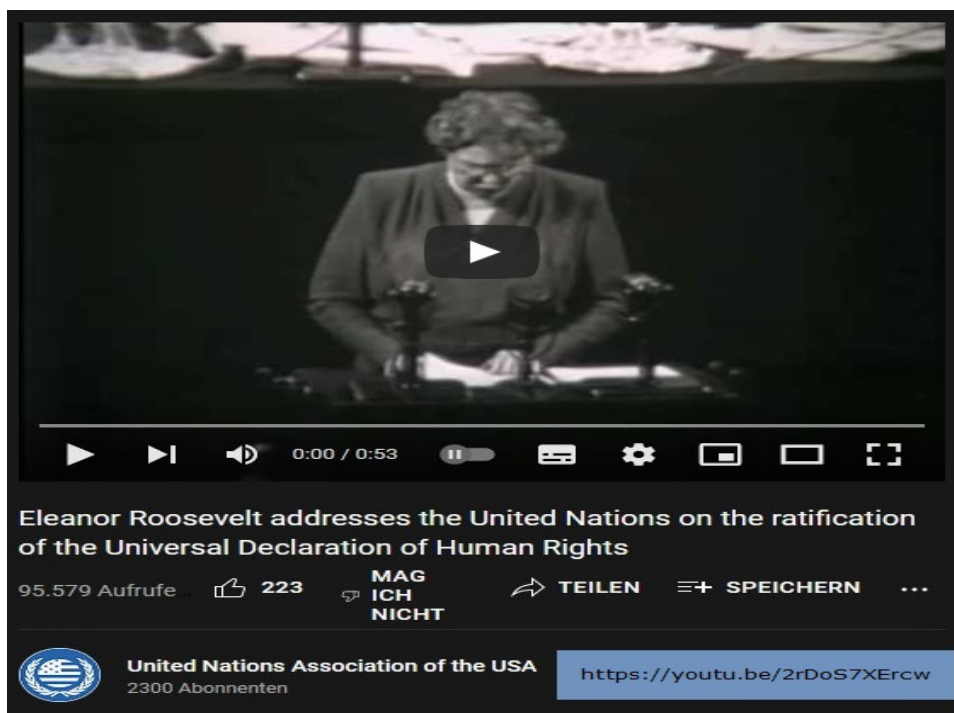 0:00 / 0:53
Eleanor Roosevelt addresses the United Nations on the ratification
of the Universal Declaration of Human Rights
95.579 Aufrufe
223
MAG
ICH
NICHT
TEILEN
SPEICHERN
United Nations Association of the USA
2300 Abonnenten
https://youtu.be/2rDoS7XErcw